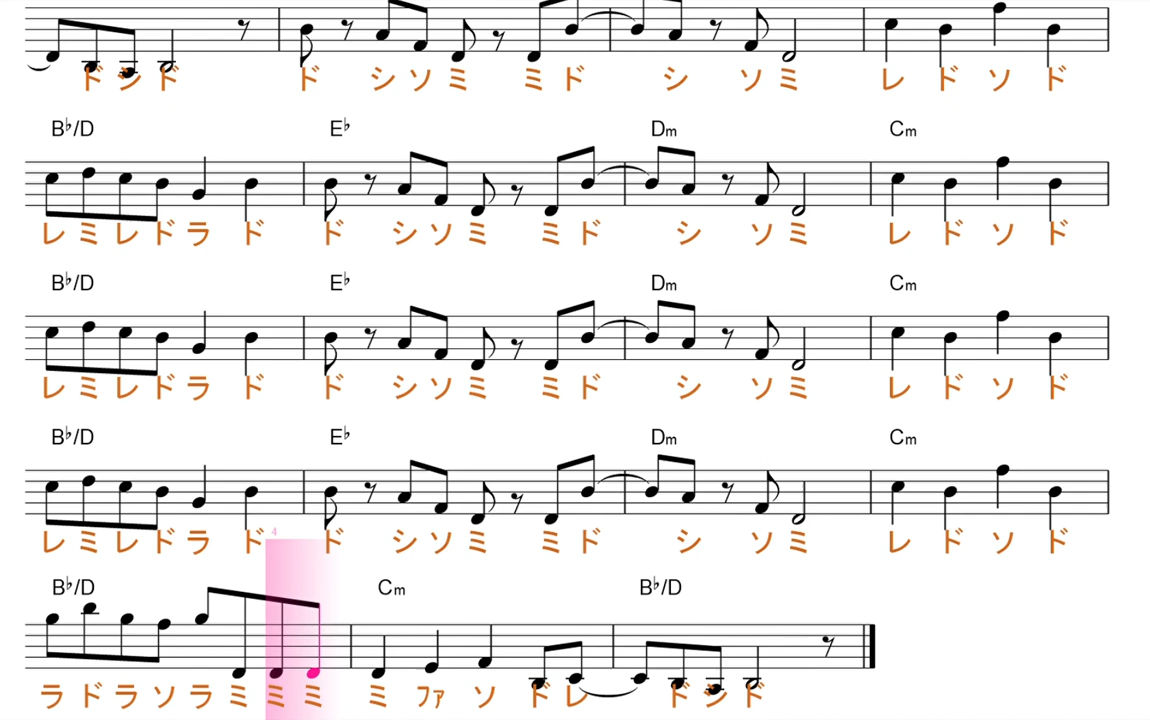 ド シ ド ド シ ソ ミ ミ ド シ ソ ミ レ ド ソ ド
B♭/D E♭ Dm Cm
レ ミ レ ド ラ ド ド シ ソ ミ ミ ド シ ソ ミ レ ド ソ ド
B♭/D E♭ Dm Cm
レ ミ レ ド ラ ド ド シ ソ ミ ミ ド シ ソ ミ レ ド ソ ド
B♭/D E♭ Dm Cm
レ ミ レ ド ラ ド ド シ ソ ミ ミ ド シ ソ ミ レ ド ソ ド
4
B♭/D Cm B♭/D
ラ ド ラ ソ ラ ミ ミ ミ ミ ファ ソ ド レ ド シ ド